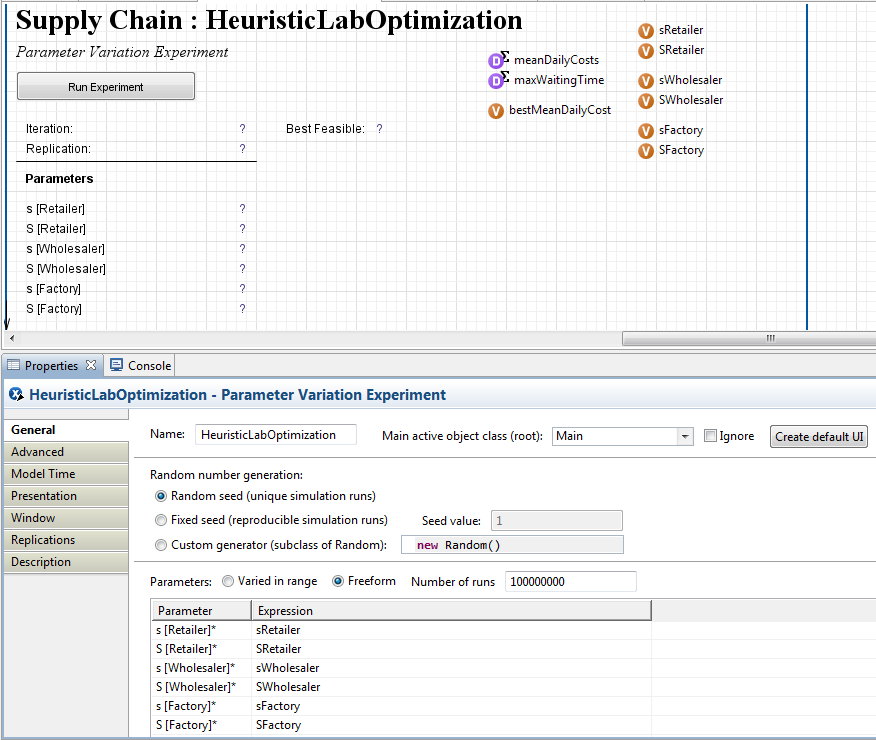 Supply Chain : HeuristicLabOptimization
Parameter Variation Experiment
Run Experiment
Iteration: ? Best Feasible: ?
Replication: ?
Parameters
s [Retailer] ?
S [Retailer] ?
s [Wholesaler] ?
S [Wholesaler] ?
s [Factory] ?
S [Factory] ?
D Σ meanDailyCosts
D Σ maxWaitingTime
V bestMeanDailyCost
V sRetailer
V SRetailer
V sWholesaler
V SWholesaler
V sFactory
V SFactory
Properties Console
HeuristicLabOptimization - Parameter Variation Experiment
General
Advanced
Model Time
Presentation
Window
Replications
Description
Name: HeuristicLabOptimization Main active object class (root): Main Ignore Create default UI
Random number generation:
Random seed (unique simulation runs)
Fixed seed (reproducible simulation runs) Seed value: 1
Custom generator (subclass of Random): new Random()
Parameters: Varied in range Freeform Number of runs 100000000
Parameter Expression
s [Retailer]* sRetailer
S [Retailer]* SRetailer
s [Wholesaler]* sWholesaler
S [Wholesaler]* SWholesaler
s [Factory]* sFactory
S [Factory]* SFactory